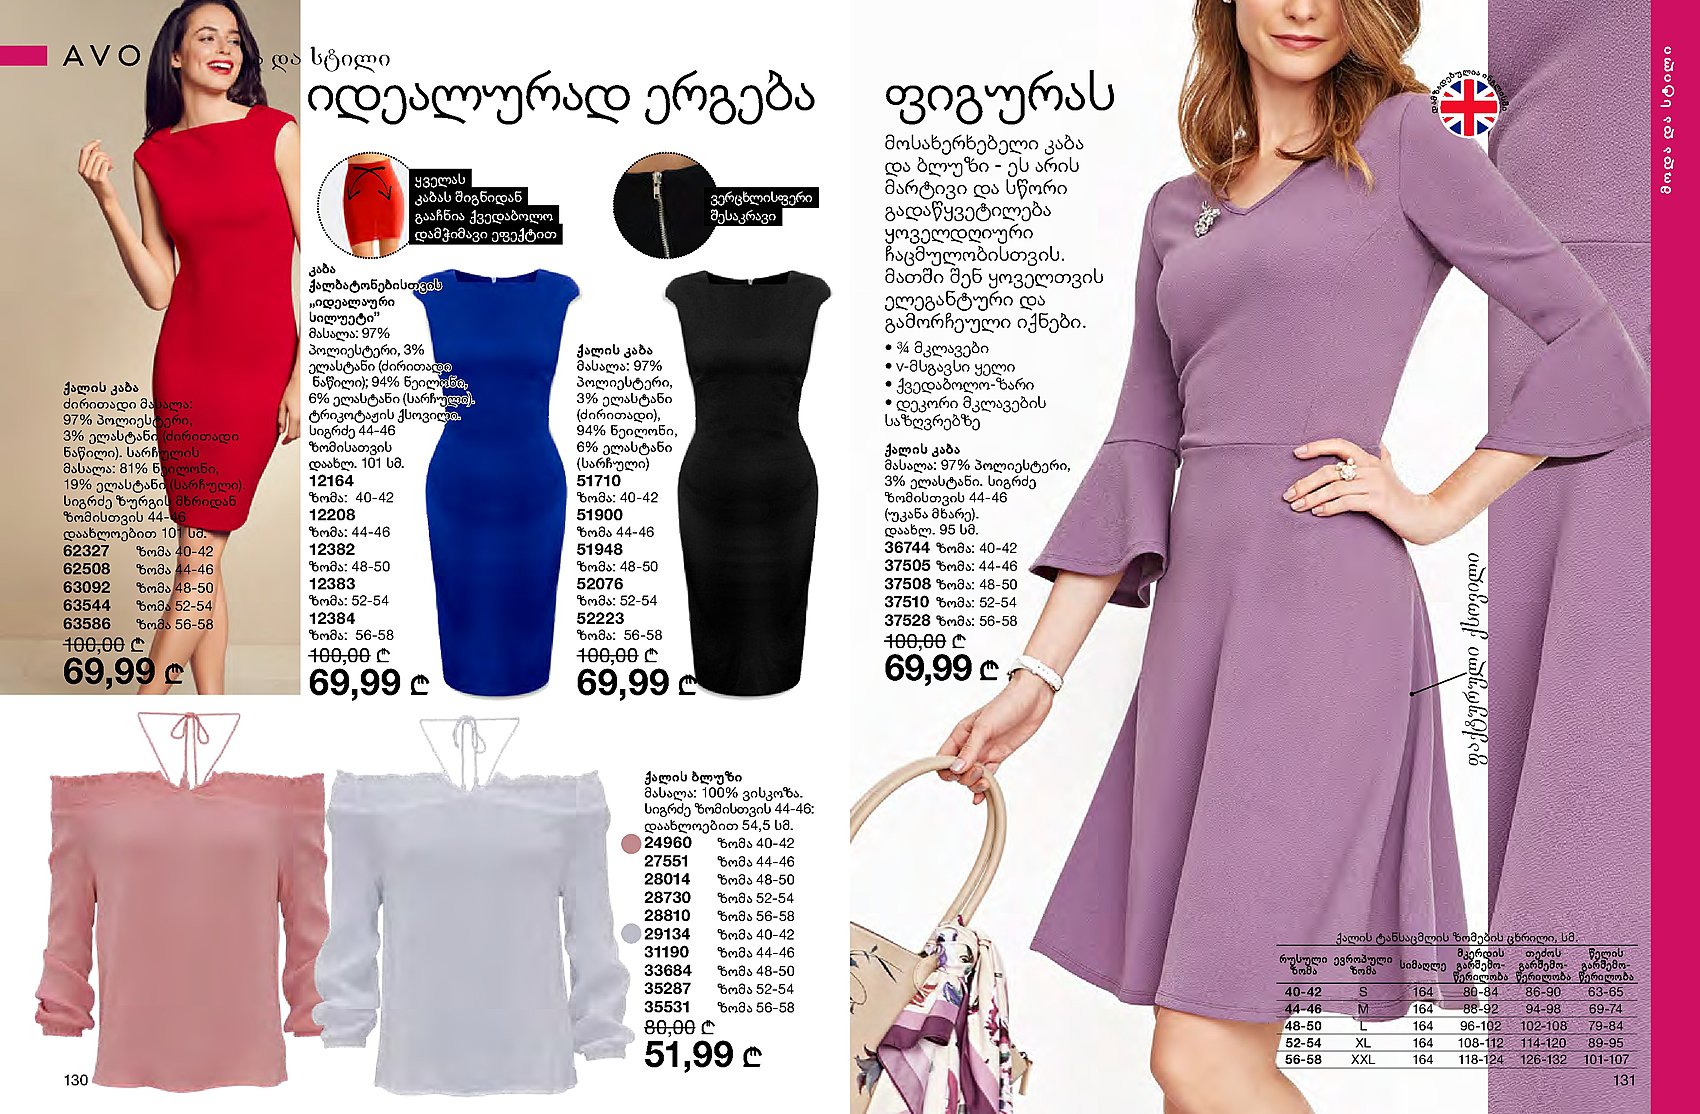 AVO
და სტილი
იდეალურად ერგება
ყველას
კაბას შიგნიდან
გააჩნია ქვედაბოლო
დამჭიმავი ეფექტით
ვერცხლისფერი
შესაკრავი
ქალის კაბა
ძირითადი მასალა:
97% პოლიესტერი,
3% ელასტანი (ძირითადი
ნაწილი). სარჩულის
მასალა: 81% ნეილონი,
19% ელასტანი (სარჩული).
სიგრძე ზურგის მხრიდან
ზომისთვის 44-46
დაახლოებით 101 სმ.
62327 ზომა 40-42
62508 ზომა 44-46
63092 ზომა 48-50
63544 ზომა 52-54
63586 ზომა 56-58
100,00 ₾
69,99 ₾
კაბა
ქალბატონებისთვის
„იდეალაური
სილუეტი”
მასალა: 97%
პოლიესტერი, 3%
ელასტანი (ძირითადი
ნაწილი); 94% ნეილონი,
6% ელასტანი (სარჩული).
ტრიკოტაჟის ქსოვილი.
სიგრძე 44-46
ზომისათვის
დაახლ. 101 სმ.
12164
ზომა: 40-42
12208
ზომა: 44-46
12382
ზომა: 48-50
12383
ზომა: 52-54
12384
ზომა: 56-58
100,00 ₾
69,99 ₾
ქალის კაბა
მასალა: 97%
პოლიესტერი,
3% ელასტანი
(ძირითადი),
94% ნეილონი,
6% ელასტანი
(სარჩული)
51710
ზომა: 40-42
51900
ზომა 44-46
51948
ზომა: 48-50
52076
ზომა: 52-54
52223
ზომა: 56-58
100,00 ₾
69,99 ₾
ქალის ბლუზი
მასალა: 100% ვისკოზა.
სიგრძე ზომისთვის 44-46:
დაახლოებით 54,5 სმ.
24960 ზომა 40-42
27551 ზომა 44-46
28014 ზომა 48-50
28730 ზომა 52-54
28810 ზომა 56-58
29134 ზომა 40-42
31190 ზომა 44-46
33684 ზომა 48-50
35287 ზომა 52-54
35531 ზომა 56-58
80,00 ₾
51,99 ₾
130
ფიგურას
მოსახერხებელი კაბა
და ბლუზი - ეს არის
მარტივი და სწორი
გადაწყვეტილება
ყოველდღიური
ჩაცმულობისთვის.
მათში შენ ყოველთვის
ელეგანტური და
გამორჩეული იქნები.
• ¾ მკლავები
• v-მსგავსი ყელი
• ქვედაბოლო-ზარი
• დეკორი მკლავების
საზღვრებზე
ქალის კაბა
მასალა: 97% პოლიესტერი,
3% ელასტანი. სიგრძე
ზომისთვის 44-46
(უკანა მხარე).
დაახლ. 95 სმ.
36744 ზომა: 40-42
37505 ზომა: 44-46
37508 ზომა: 48-50
37510 ზომა: 52-54
37528 ზომა: 56-58
100,00 ₾
69,99 ₾
დამზადებულია ინგლისში
მოდა და სტილი
ფაქტურული ქსოვილი
ქალის ტანსაცმლის ზომების ცხრილი, სმ.
რუსული ზომა ევროპული ზომა სიმაღლე მკერდის გარშემო-წერილობა თეძოს გარშემო-წერილობა წელის გარშემო-წერილობა
40-42 S 164 80-84 86-90 63-65
44-46 M 164 88-92 94-98 69-74
48-50 L 164 96-102 102-108 79-84
52-54 XL 164 108-112 114-120 89-95
56-58 XXL 164 118-124 126-132 101-107
131